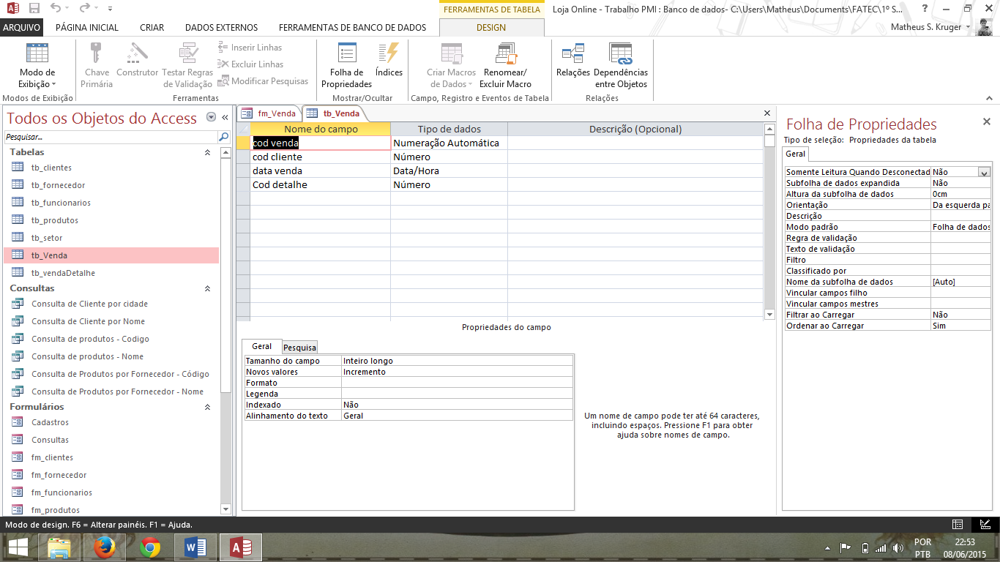 FERRAMENTAS DE TABELA
Loja Online - Trabalho PMI : Banco de dados- C:\Users\Matheus\Documents\FATEC\1º S...
ARQUIVO PÁGINA INICIAL CRIAR DADOS EXTERNOS FERRAMENTAS DE BANCO DE DADOS DESIGN
Matheus S. Kruger
Modo de Exibição
Modos de Exibição
Chave Primária
Construtor
Testar Regras de Validação
Inserir Linhas
Excluir Linhas
Modificar Pesquisas
Ferramentas
Folha de Propriedades
Índices
Mostrar/Ocultar
Criar Macros de Dados
Renomear/ Excluir Macro
Campo, Registro e Eventos de Tabela
Relações
Dependências entre Objetos
Relações
Todos os Objetos do Access
Pesquisar...
Tabelas
tb_clientes
tb_fornecedor
tb_funcionarios
tb_produtos
tb_setor
tb_Venda
tb_vendaDetalhe
Consultas
Consulta de Cliente por cidade
Consulta de Cliente por Nome
Consulta de produtos - Codigo
Consulta de produtos - Nome
Consulta de Produtos por Fornecedor - Código
Consulta de Produtos por Fornecedor - Nome
Formulários
Cadastros
Consultas
fm_clientes
fm_fornecedor
fm_funcionarios
fm_produtos
fm_Venda
tb_Venda
Nome do campo Tipo de dados Descrição (Opcional)
cod venda Numeração Automática
cod cliente Número
data venda Data/Hora
Cod detalhe Número
Propriedades do campo
Geral Pesquisa
Tamanho do campo Inteiro longo
Novos valores Incremento
Formato
Legenda
Indexado Não
Alinhamento do texto Geral
Um nome de campo pode ter até 64 caracteres,
incluindo espaços. Pressione F1 para obter
ajuda sobre nomes de campo.
Folha de Propriedades
Tipo de seleção: Propriedades da tabela
Geral
Somente Leitura Quando Desconectad Não
Subfolha de dados expandida Não
Altura da subfolha de dados 0cm
Orientação Da esquerda pa
Descrição
Modo padrão Folha de dados
Regra de validação
Texto de validação
Filtro
Classificado por
Nome da subfolha de dados [Auto]
Vincular campos filho
Vincular campos mestres
Filtrar ao Carregar Não
Ordenar ao Carregar Sim
Modo de design. F6 = Alterar painéis. F1 = Ajuda.
POR
PTB
22:53
08/06/2015